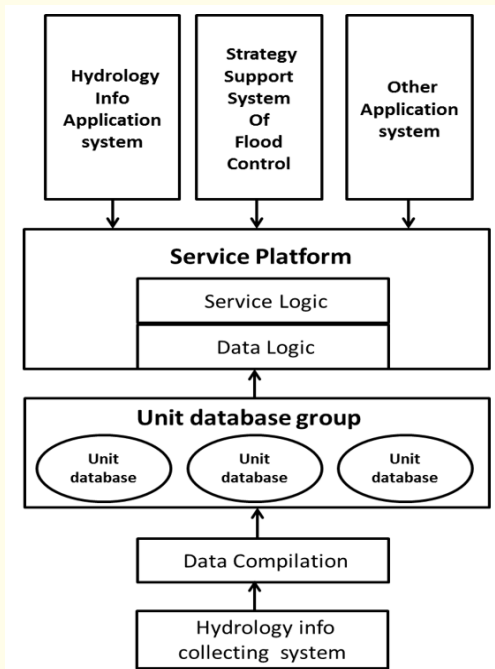 Hydrology
Info
Application
system
Strategy
Support
System
Of
Flood
Control
Other
Application
system
Service Platform
Service Logic
Data Logic
Unit database group
Unit
database
Unit
database
Unit
database
Data Compilation
Hydrology info
collecting system